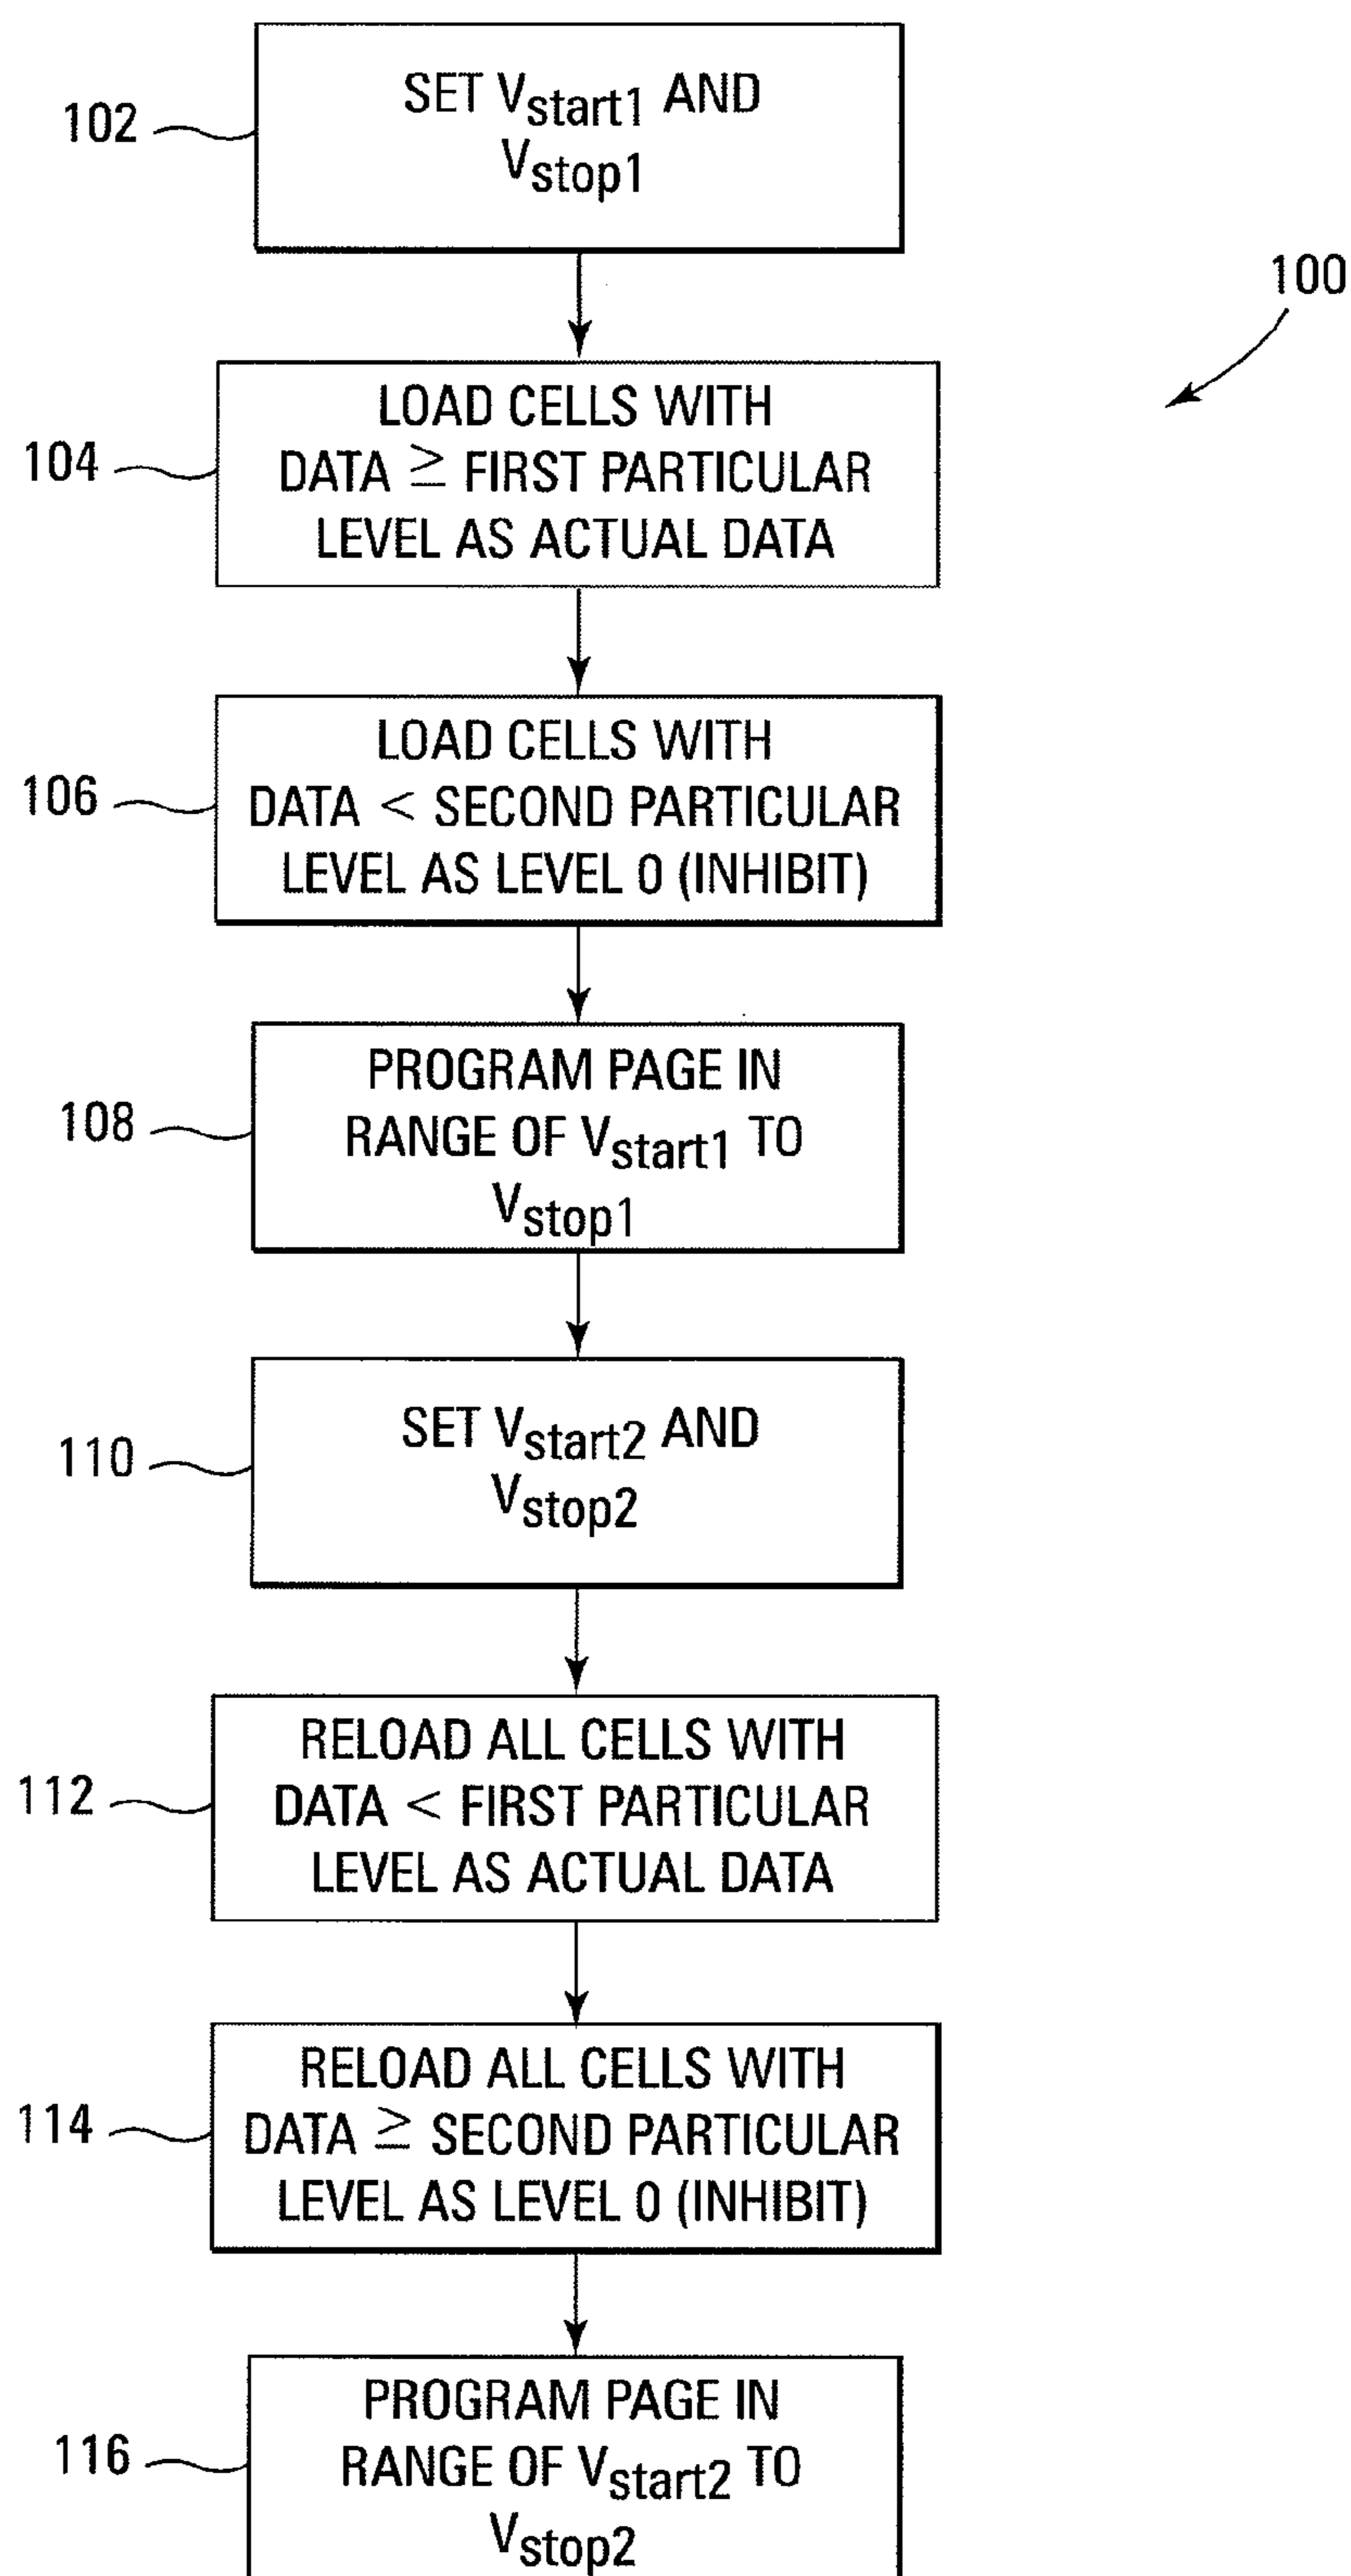 102
SET Vstart1 AND
Vstop1
100
104
LOAD CELLS WITH
DATA ≥ FIRST PARTICULAR
LEVEL AS ACTUAL DATA
106
LOAD CELLS WITH
DATA < SECOND PARTICULAR
LEVEL AS LEVEL 0 (INHIBIT)
108
PROGRAM PAGE IN
RANGE OF Vstart1 TO
Vstop1
110
SET Vstart2 AND
Vstop2
112
RELOAD ALL CELLS WITH
DATA < FIRST PARTICULAR
LEVEL AS ACTUAL DATA
114
RELOAD ALL CELLS WITH
DATA ≥ SECOND PARTICULAR
LEVEL AS LEVEL 0 (INHIBIT)
116
PROGRAM PAGE IN
RANGE OF Vstart2 TO
Vstop2